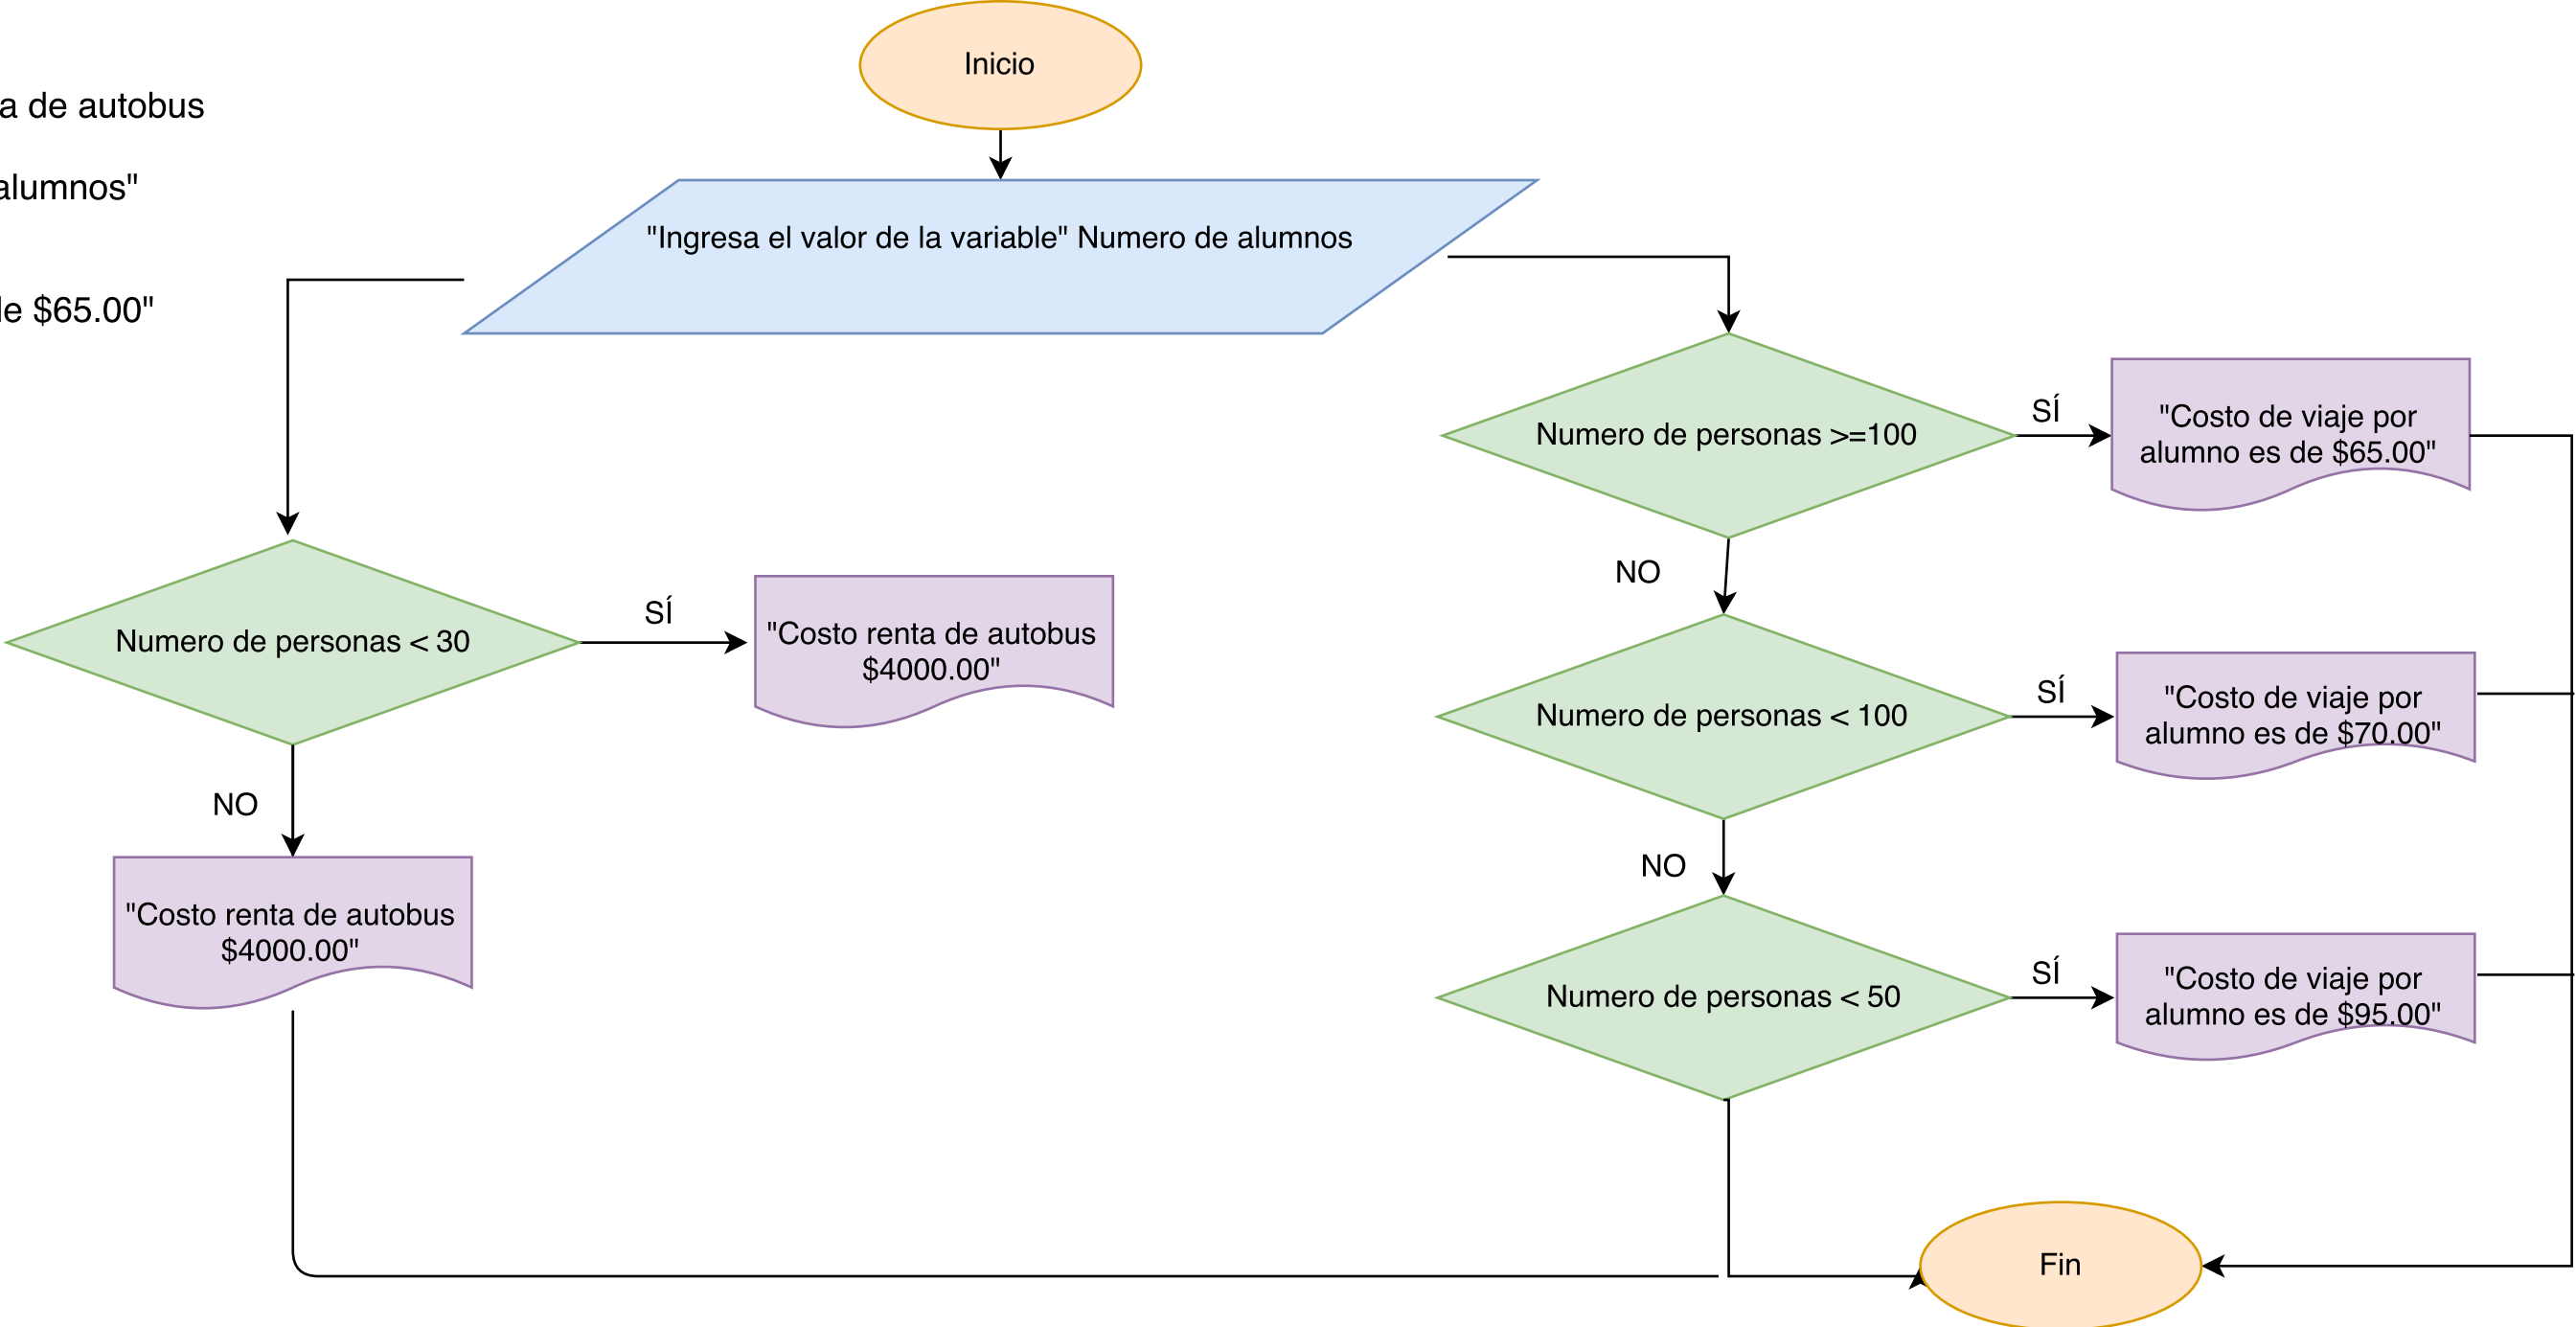 Inicio
a de autobus
alumnos"
"Ingresa el valor de la variable" Numero de alumnos
de $65.00"
Numero de personas >=100
SÍ
"Costo de viaje por
alumno es de $65.00"
NO
Numero de personas < 30
SÍ
"Costo renta de autobus
$4000.00"
Numero de personas < 100
SÍ
"Costo de viaje por
alumno es de $70.00"
NO
NO
"Costo renta de autobus
$4000.00"
Numero de personas < 50
SÍ
"Costo de viaje por
alumno es de $95.00"
Fin